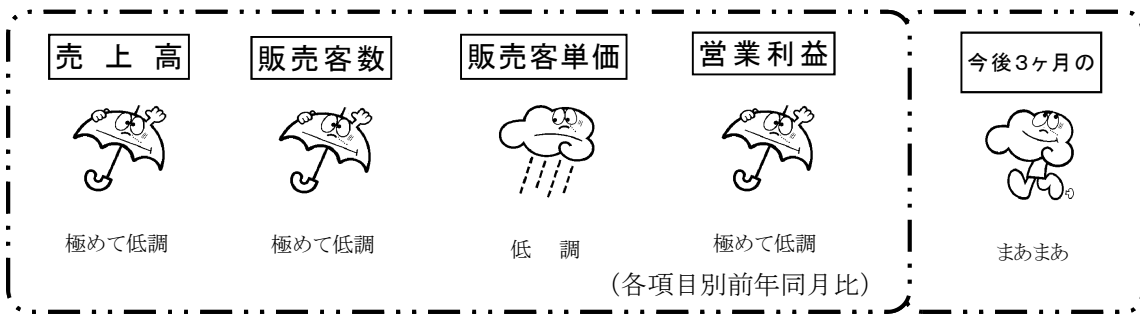 売上高
販売客数
販売客単価
営業利益
今後3ヶ月の
極めて低調
極めて低調
低調
極めて低調
まあまあ
(各項目別前年同月比)